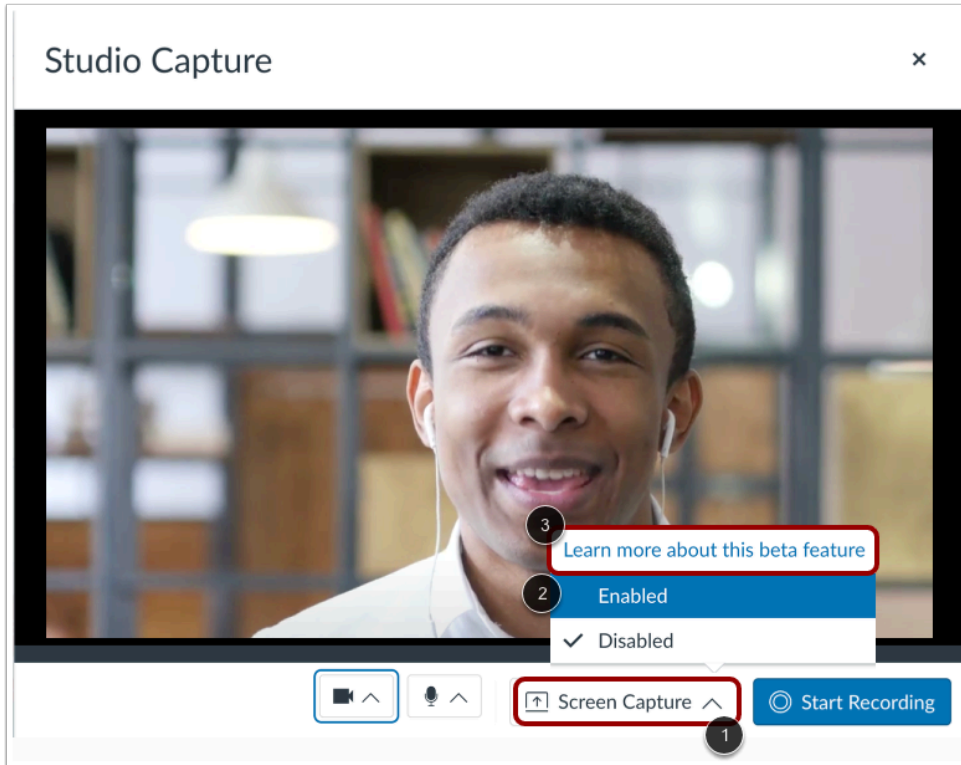 Studio Capture
3
Learn more about this beta feature
2
Enabled
Disabled
Screen Capture
Start Recording
1